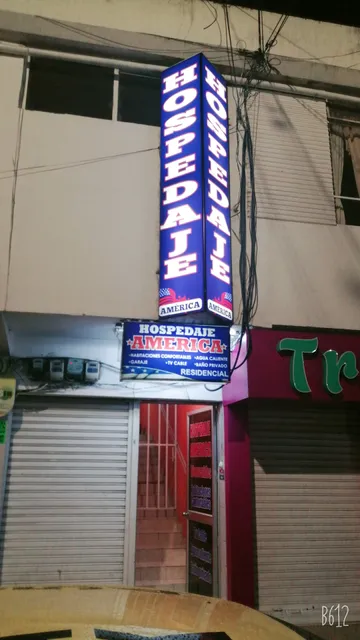 HOSPEDAJE
AMERICA
HOSPEDAJE
AMERICA
HOSPEDAJE
AMERICA
•HABITACIONES CONFORTABLES •AGUA CALIENTE
•GARAJE •TV CABLE •BAÑO PRIVADO
RESIDENCIAL
Tr
B612